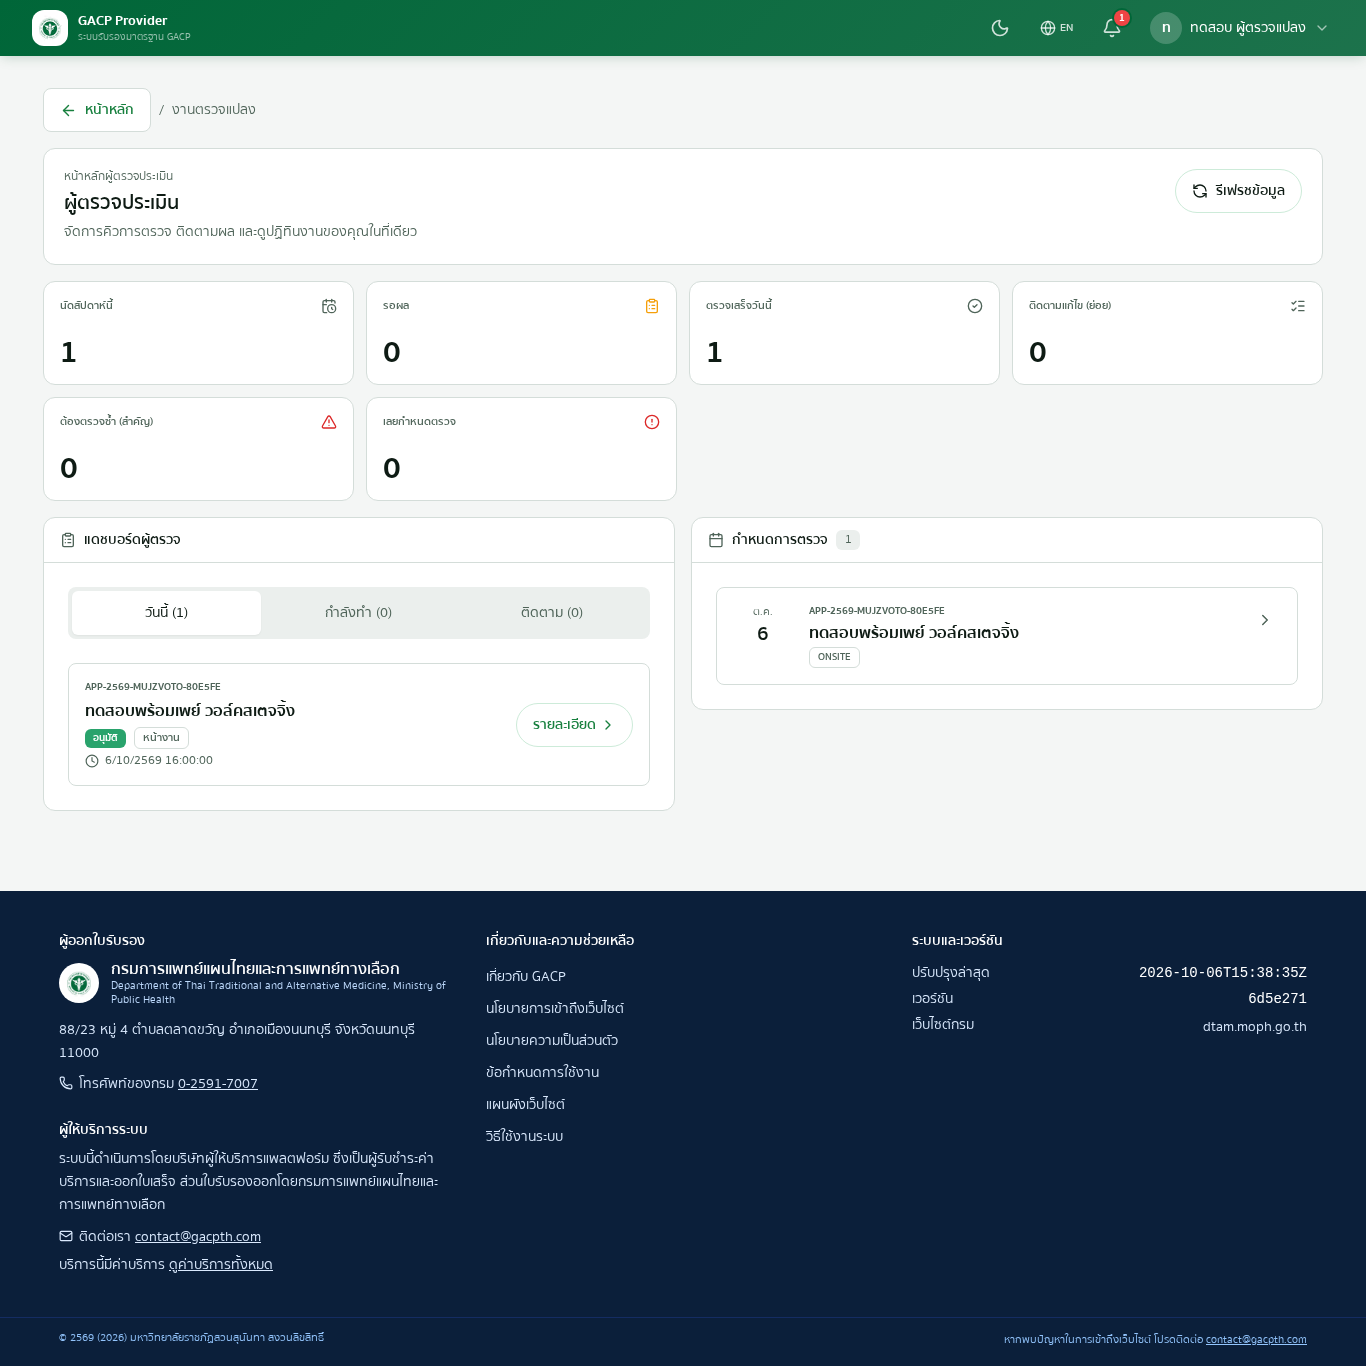 GACP Provider
ระบบรับรองมาตรฐาน GACP
EN
1
ท
ทดสอบ ผู้ตรวจแปลง
หน้าหลัก
/ งานตรวจแปลง
หน้าหลักผู้ตรวจประเมิน
ผู้ตรวจประเมิน
จัดการคิวการตรวจ ติดตามผล และดูปฏิทินงานของคุณในที่เดียว
รีเฟรชข้อมูล
นัดสัปดาห์นี้
1
รอผล
0
ตรวจเสร็จวันนี้
1
ติดตามแก้ไข (ย่อย)
0
ต้องตรวจซ้ำ (สำคัญ)
0
เลยกำหนดตรวจ
0
แดชบอร์ดผู้ตรวจ
วันนี้ (1)
กำลังทำ (0)
ติดตาม (0)
APP-2569-MUJZVOTO-80E5FE
ทดสอบพร้อมเพย์ วอล์คสเตจจิ้ง
อนุมัติ
หน้างาน
6/10/2569 16:00:00
รายละเอียด
กำหนดการตรวจ
1
ต.ค.
6
APP-2569-MUJZVOTO-80E5FE
ทดสอบพร้อมเพย์ วอล์คสเตจจิ้ง
ONSITE
ผู้ออกใบรับรอง
กรมการแพทย์แผนไทยและการแพทย์ทางเลือก
Department of Thai Traditional and Alternative Medicine, Ministry of
Public Health
88/23 หมู่ 4 ตำบลตลาดขวัญ อำเภอเมืองนนทบุรี จังหวัดนนทบุรี
11000
โทรศัพท์ของกรม 0-2591-7007
ผู้ให้บริการระบบ
ระบบนี้ดำเนินการโดยบริษัทผู้ให้บริการแพลตฟอร์ม ซึ่งเป็นผู้รับชำระค่า
บริการและออกใบเสร็จ ส่วนใบรับรองออกโดยกรมการแพทย์แผนไทยและ
การแพทย์ทางเลือก
ติดต่อเรา contact@gacpth.com
บริการนี้มีค่าบริการ ดูค่าบริการทั้งหมด
เกี่ยวกับและความช่วยเหลือ
เกี่ยวกับ GACP
นโยบายการเข้าถึงเว็บไซต์
นโยบายความเป็นส่วนตัว
ข้อกำหนดการใช้งาน
แผนผังเว็บไซต์
วิธีใช้งานระบบ
ระบบและเวอร์ชัน
ปรับปรุงล่าสุด 2026-10-06T15:38:35Z
เวอร์ชัน 6d5e271
เว็บไซต์กรม dtam.moph.go.th
© 2569 (2026) มหาวิทยาลัยราชภัฏสวนสุนันทา สงวนลิขสิทธิ์
หากพบปัญหาในการเข้าถึงเว็บไซต์ โปรดติดต่อ contact@gacpth.com